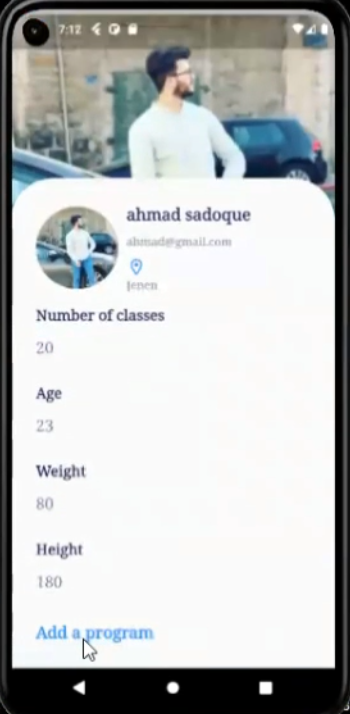 7:12
ahmad sadoque
ahmad@gmail.com
Jenen
Number of classes
20
Age
23
Weight
80
Height
180
Add a program